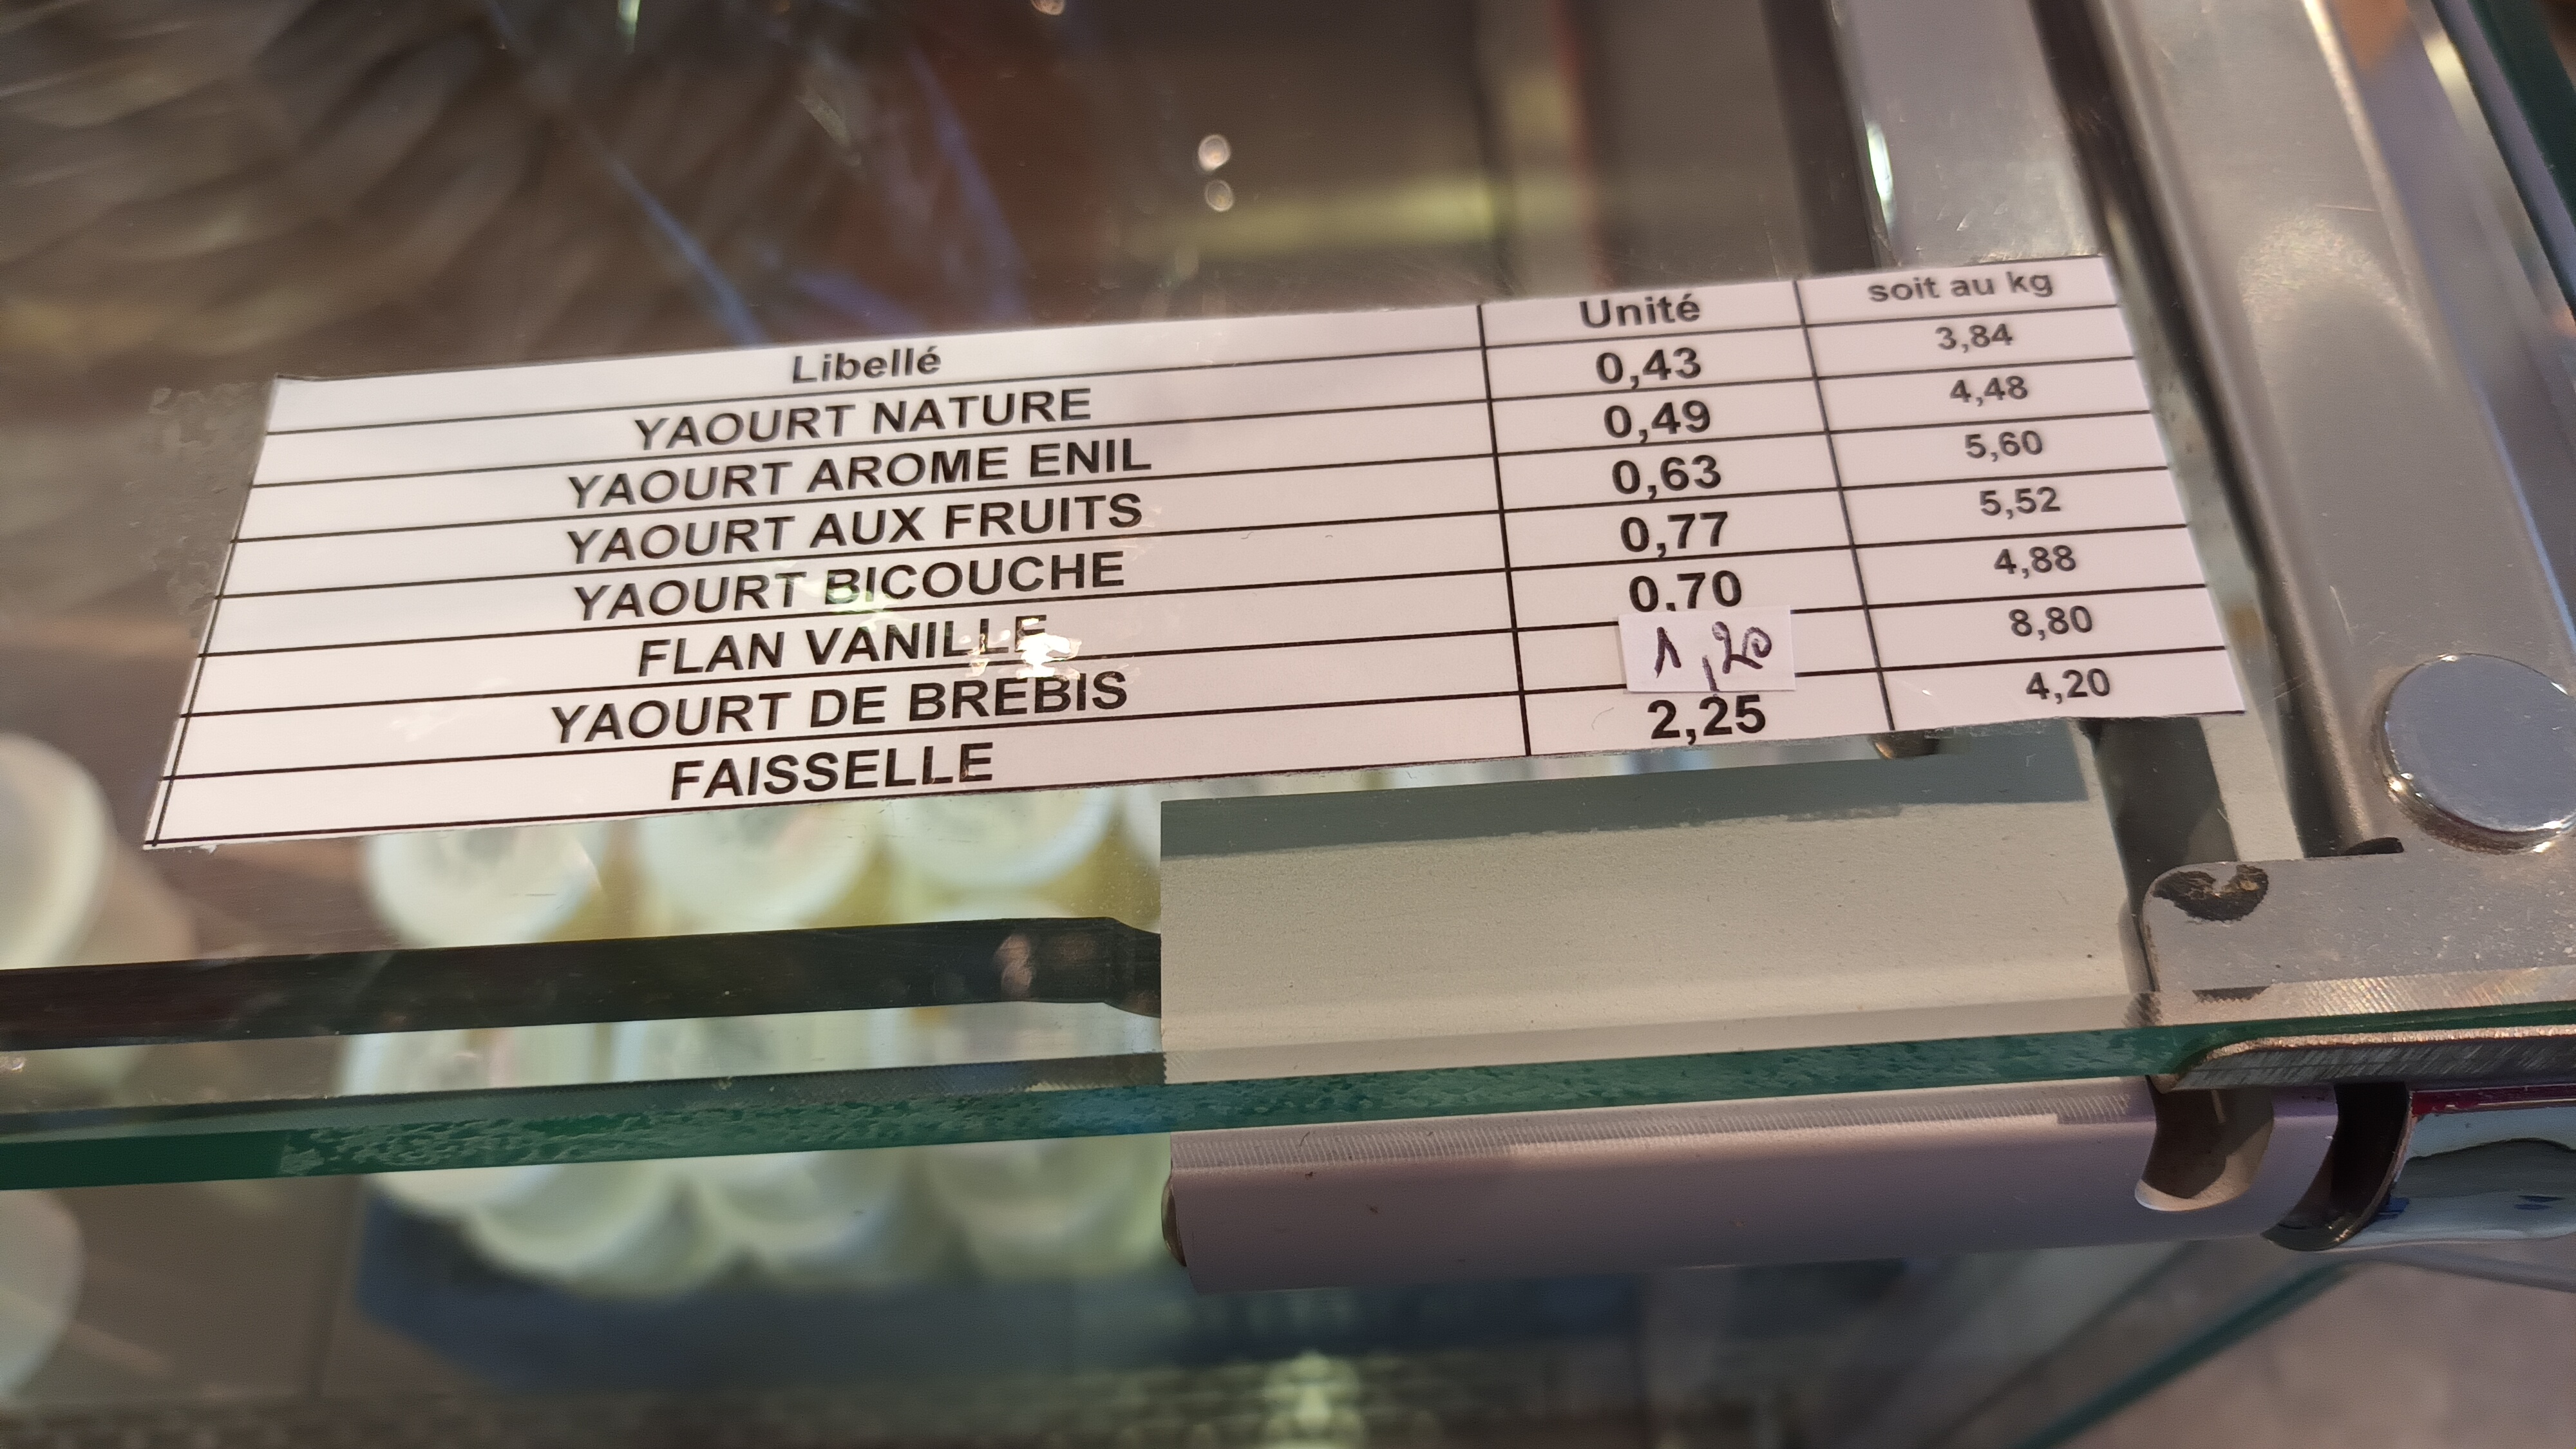 Libellé Unité soit au kg
YAOURT NATURE 0,43 3,84
YAOURT AROME ENIL 0,49 4,48
YAOURT AUX FRUITS 0,63 5,60
YAOURT BICOUCHE 0,77 5,52
FLAN VANILLE 0,70 4,88
YAOURT DE BREBIS 1,20 8,80
FAISSELLE 2,25 4,20